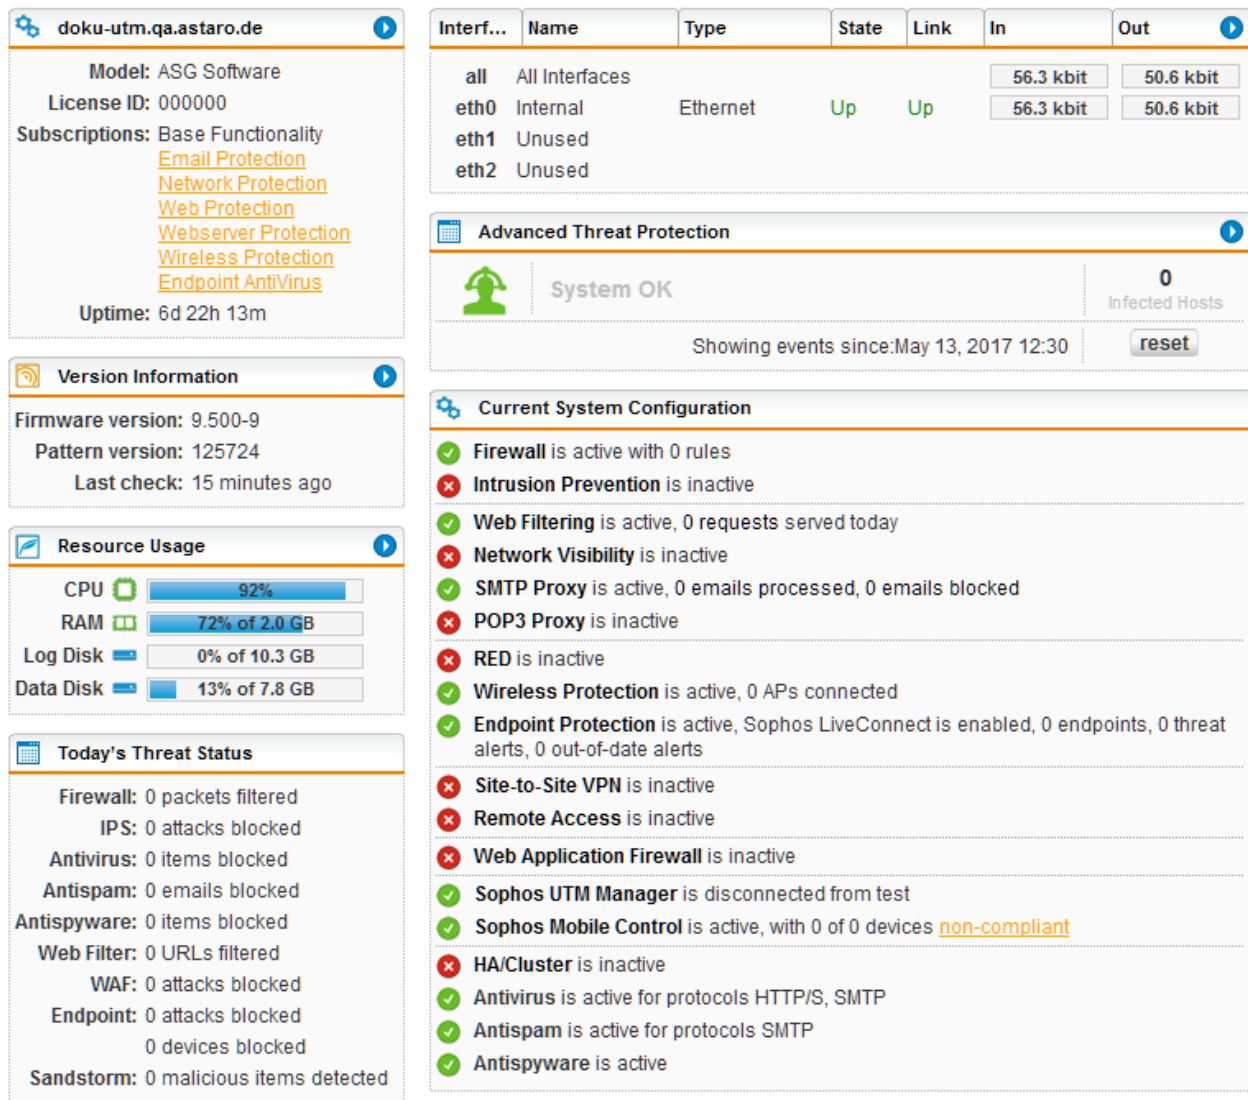 doku-utm.qa.astaro.de
Model: ASG Software
License ID: 000000
Subscriptions: Base Functionality
Email Protection
Network Protection
Web Protection
Webserver Protection
Wireless Protection
Endpoint AntiVirus
Uptime: 6d 22h 13m
Version Information
Firmware version: 9.500-9
Pattern version: 125724
Last check: 15 minutes ago
Resource Usage
CPU 92%
RAM 72% of 2.0 GB
Log Disk 0% of 10.3 GB
Data Disk 13% of 7.8 GB
Today's Threat Status
Firewall: 0 packets filtered
IPS: 0 attacks blocked
Antivirus: 0 items blocked
Antispam: 0 emails blocked
Antispyware: 0 items blocked
Web Filter: 0 URLs filtered
WAF: 0 attacks blocked
Endpoint: 0 attacks blocked
0 devices blocked
Sandstorm: 0 malicious items detected
Interf... Name Type State Link In Out
all All Interfaces 56.3 kbit 50.6 kbit
eth0 Internal Ethernet Up Up 56.3 kbit 50.6 kbit
eth1 Unused
eth2 Unused
Advanced Threat Protection
System OK
0
Infected Hosts
Showing events since:May 13, 2017 12:30 reset
Current System Configuration
Firewall is active with 0 rules
Intrusion Prevention is inactive
Web Filtering is active, 0 requests served today
Network Visibility is inactive
SMTP Proxy is active, 0 emails processed, 0 emails blocked
POP3 Proxy is inactive
RED is inactive
Wireless Protection is active, 0 APs connected
Endpoint Protection is active, Sophos LiveConnect is enabled, 0 endpoints, 0 threat
alerts, 0 out-of-date alerts
Site-to-Site VPN is inactive
Remote Access is inactive
Web Application Firewall is inactive
Sophos UTM Manager is disconnected from test
Sophos Mobile Control is active, with 0 of 0 devices non-compliant
HA/Cluster is inactive
Antivirus is active for protocols HTTP/S, SMTP
Antispam is active for protocols SMTP
Antispyware is active